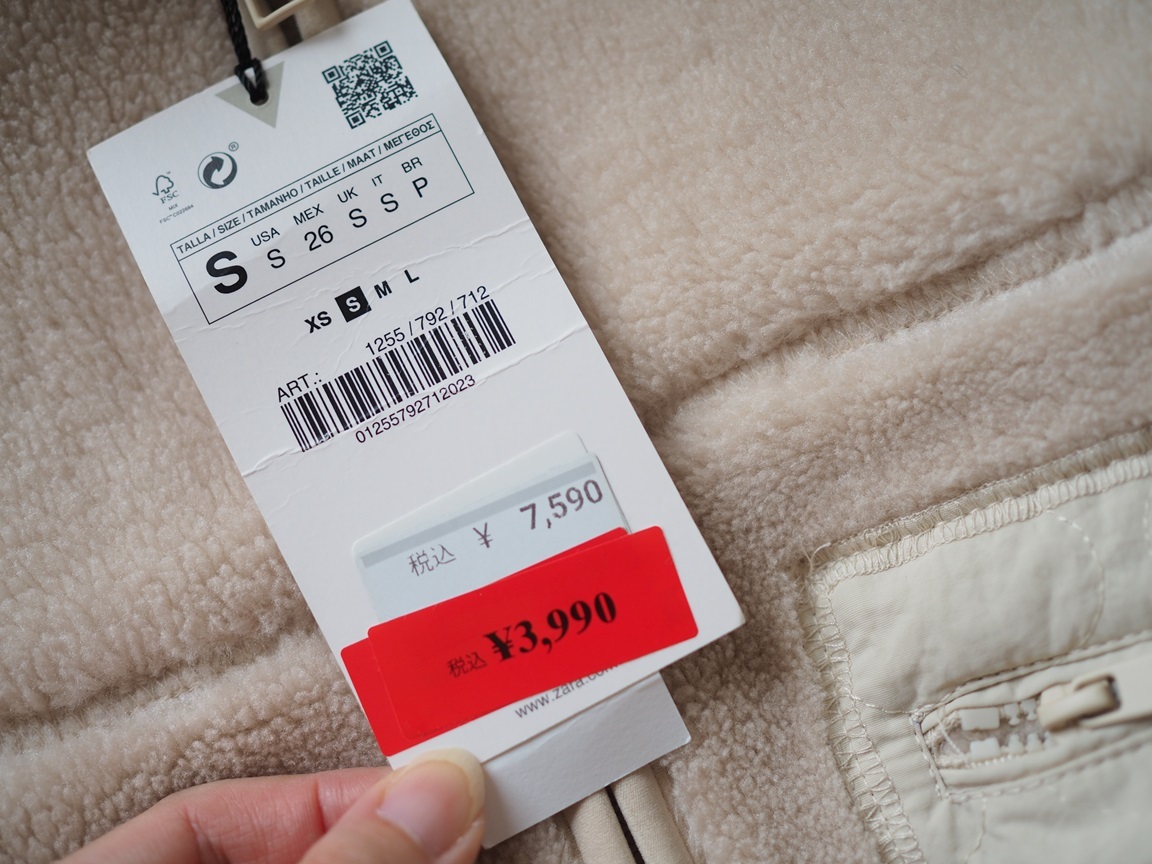 FSC
MIX
®
TALLA / SIZE / TAMANHO / TAILLE / MAAT / ΜΕΓΕΘΟΣ
S USA MEX UK IT BR
S 26 S S P
XS S M L
ART.: 1255 / 792 / 712
01255792712023
税込 ¥ 7,590
税込 ¥3,990
www.zara.com